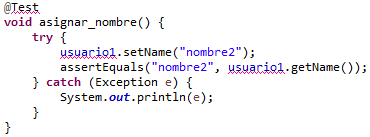 @Test
void asignar_nombre() {
    try {
        usuario1.setName("nombre2");
        assertEquals("nombre2", usuario1.getName());
    } catch (Exception e) {
        System.out.println(e);
    }
}